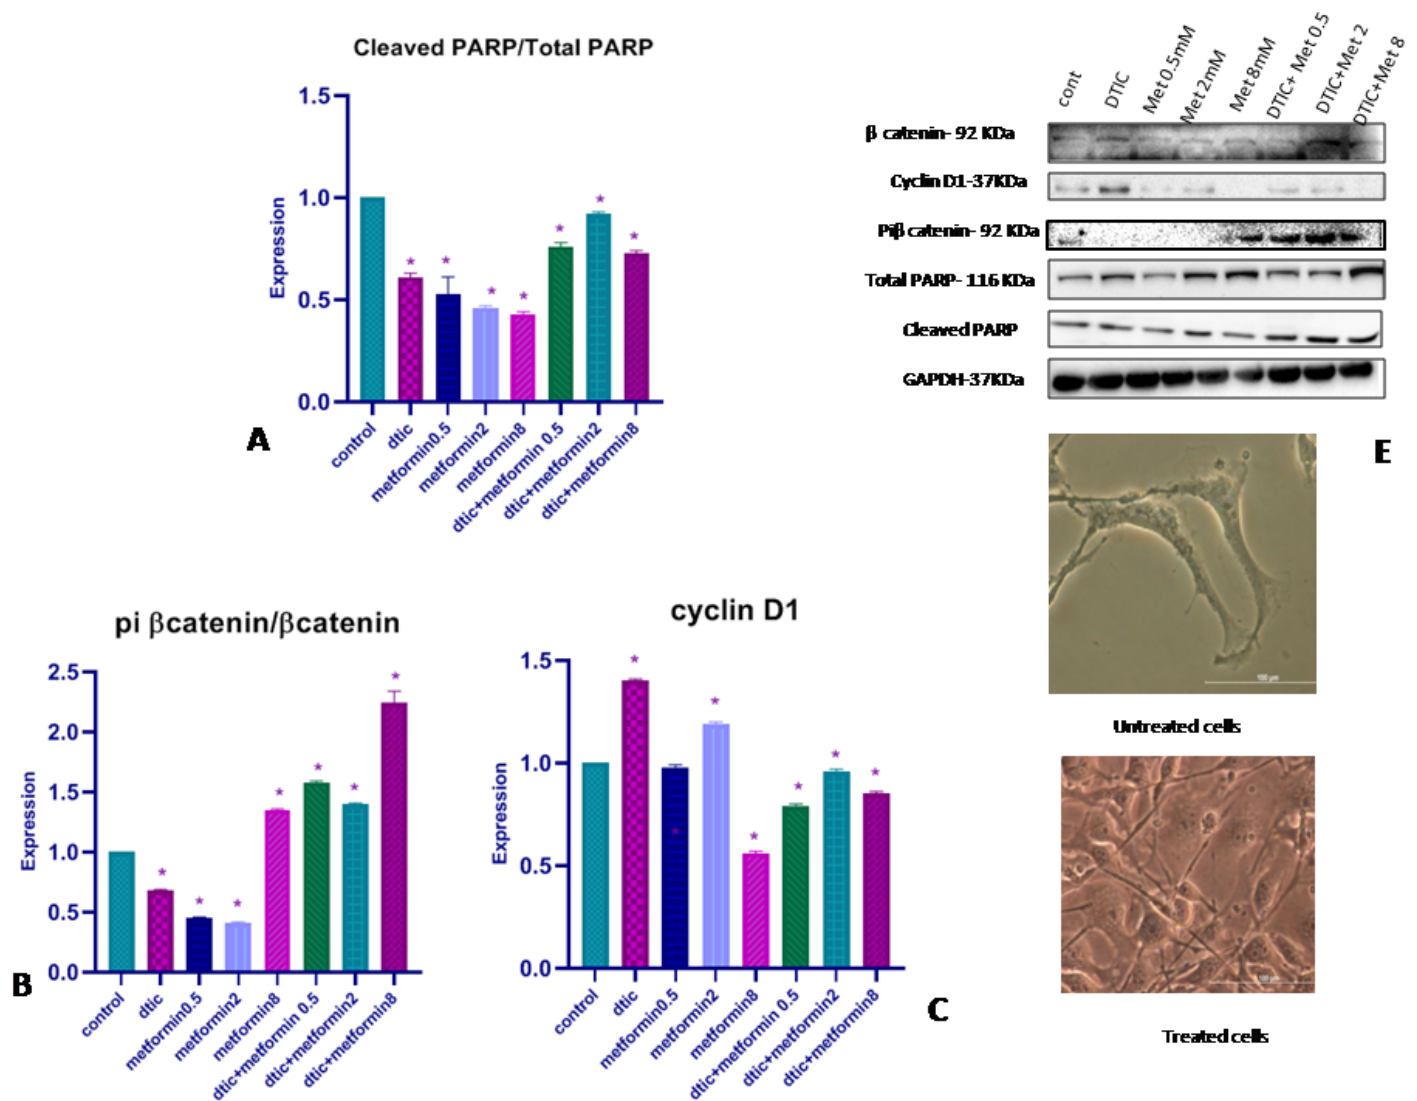 Cleaved PARP/Total PARP
Expression
1.5
1.0
0.5
0.0
*
*
*
*
*
*
*
control
dtic
metformin0.5
metformin2
metformin8
dtic+metformin 0.5
dtic+metformin2
dtic+metformin8
A
cont
DTIC
Met 0.5mM
Met 2mM
Met 8mM
DTIC+ Met 0.5
DTIC+Met 2
DTIC+Met 8
β catenin- 92 KDa
Cyclin D1-37KDa
Piβ catenin- 92 KDa
Total PARP- 116 KDa
Cleaved PARP
GAPDH-37KDa
E
100 µm
Untreated cells
100 µm
Treated cells
pi βcatenin/βcatenin
Expression
2.5
2.0
1.5
1.0
0.5
0.0
*
*
*
*
*
*
*
control
dtic
metformin0.5
metformin2
metformin8
dtic+metformin 0.5
dtic+metformin2
dtic+metformin8
B
cyclin D1
Expression
1.5
1.0
0.5
0.0
*
*
*
*
*
*
*
control
dtic
metformin0.5
metformin2
metformin8
dtic+metformin 0.5
dtic+metformin2
dtic+metformin8
C